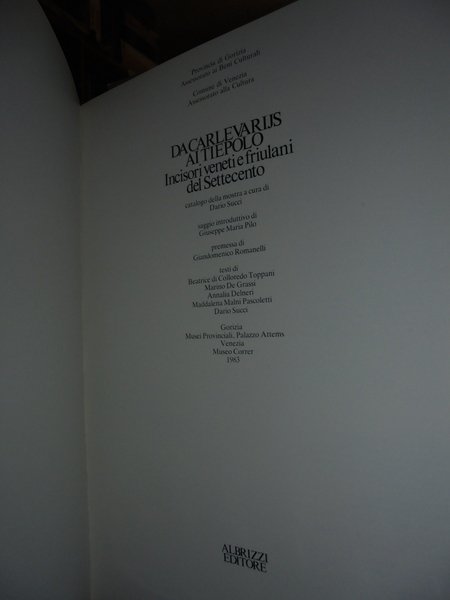 Provincia di Gorizia
Assessorato ai Beni Culturali
Comune di Venezia
Assessorato alla Cultura
DA CARLEVARIJS
AI TIEPOLO
Incisori veneti e friulani
del Settecento
catalogo della mostra a cura di
Dario Succi
saggio introduttivo di
Giuseppe Maria Pilo
premessa di
Giandomenico Romanelli
testi di
Beatrice di Colloredo Toppani
Marino De Grassi
Annalia Delneri
Maddalena Malni Pascoletti
Dario Succi
Gorizia
Musei Provinciali, Palazzo Attems
Venezia
Museo Correr
1983
ALBRIZZI
EDITORE